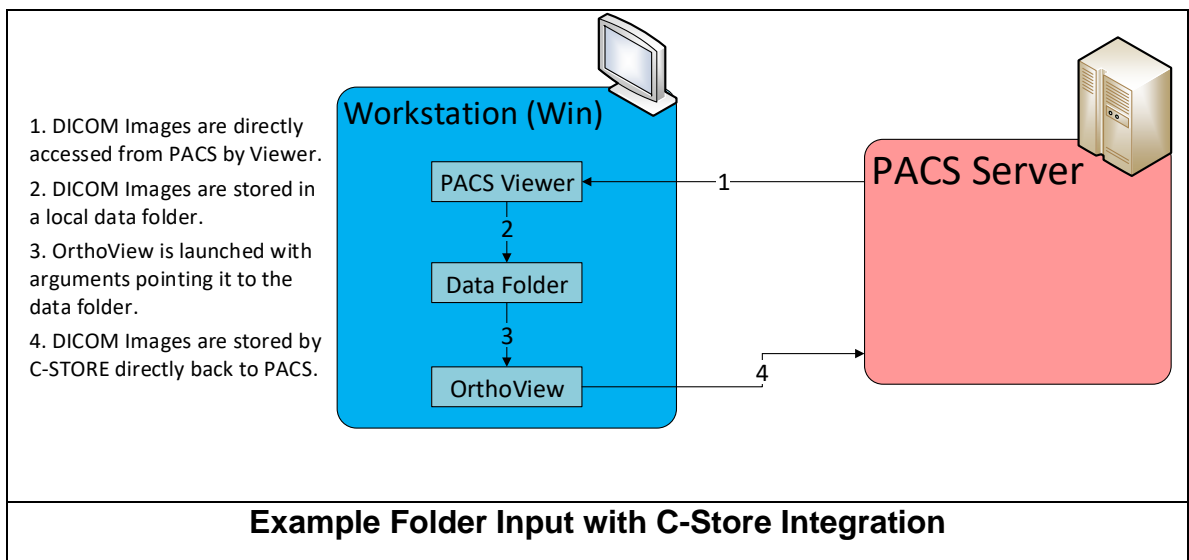 1. DICOM Images are directly
accessed from PACS by Viewer.
2. DICOM Images are stored in
a local data folder.
3. OrthoView is launched with
arguments pointing it to the
data folder.
4. DICOM Images are stored by
C-STORE directly back to PACS.
Workstation (Win)
PACS Viewer
2
Data Folder
3
OrthoView
1
4
PACS Server
Example Folder Input with C-Store Integration